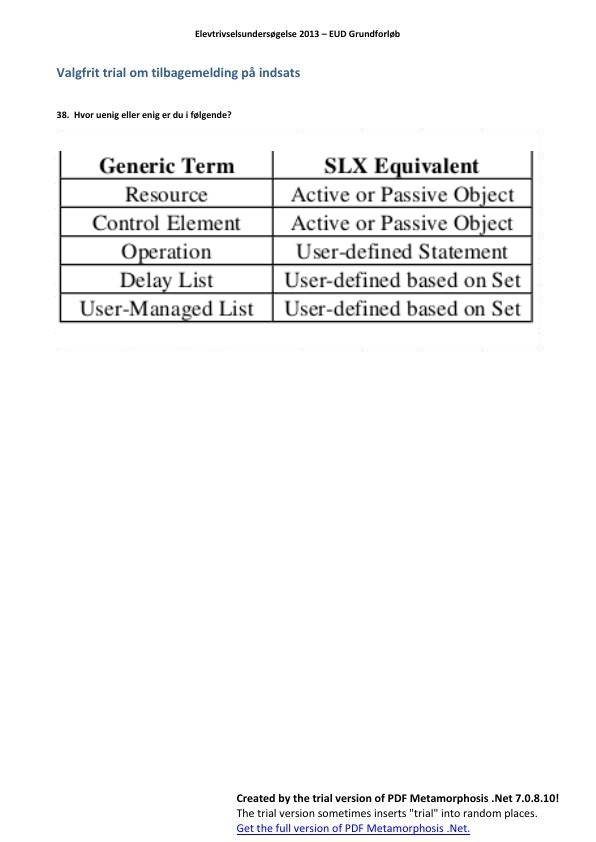 Elevtrivselsundersøgelse 2013 – EUD Grundforløb
Valgfrit trial om tilbagemelding på indsats
38. Hvor uenig eller enig er du i følgende?
Generic Term SLX Equivalent
Resource Active or Passive Object
Control Element Active or Passive Object
Operation User-defined Statement
Delay List User-defined based on Set
User-Managed List User-defined based on Set
Created by the trial version of PDF Metamorphosis .Net 7.0.8.10!
The trial version sometimes inserts "trial" into random places.
Get the full version of PDF Metamorphosis .Net.